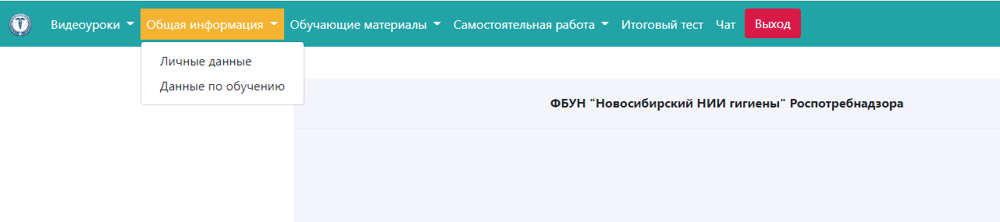 Видеоуроки Общая информация Обучающие материалы Самостоятельная работа Итоговый тест Чат Выход
Личные данные
Данные по обучению
ФБУН "Новосибирский НИИ гигиены" Роспотребнадзора